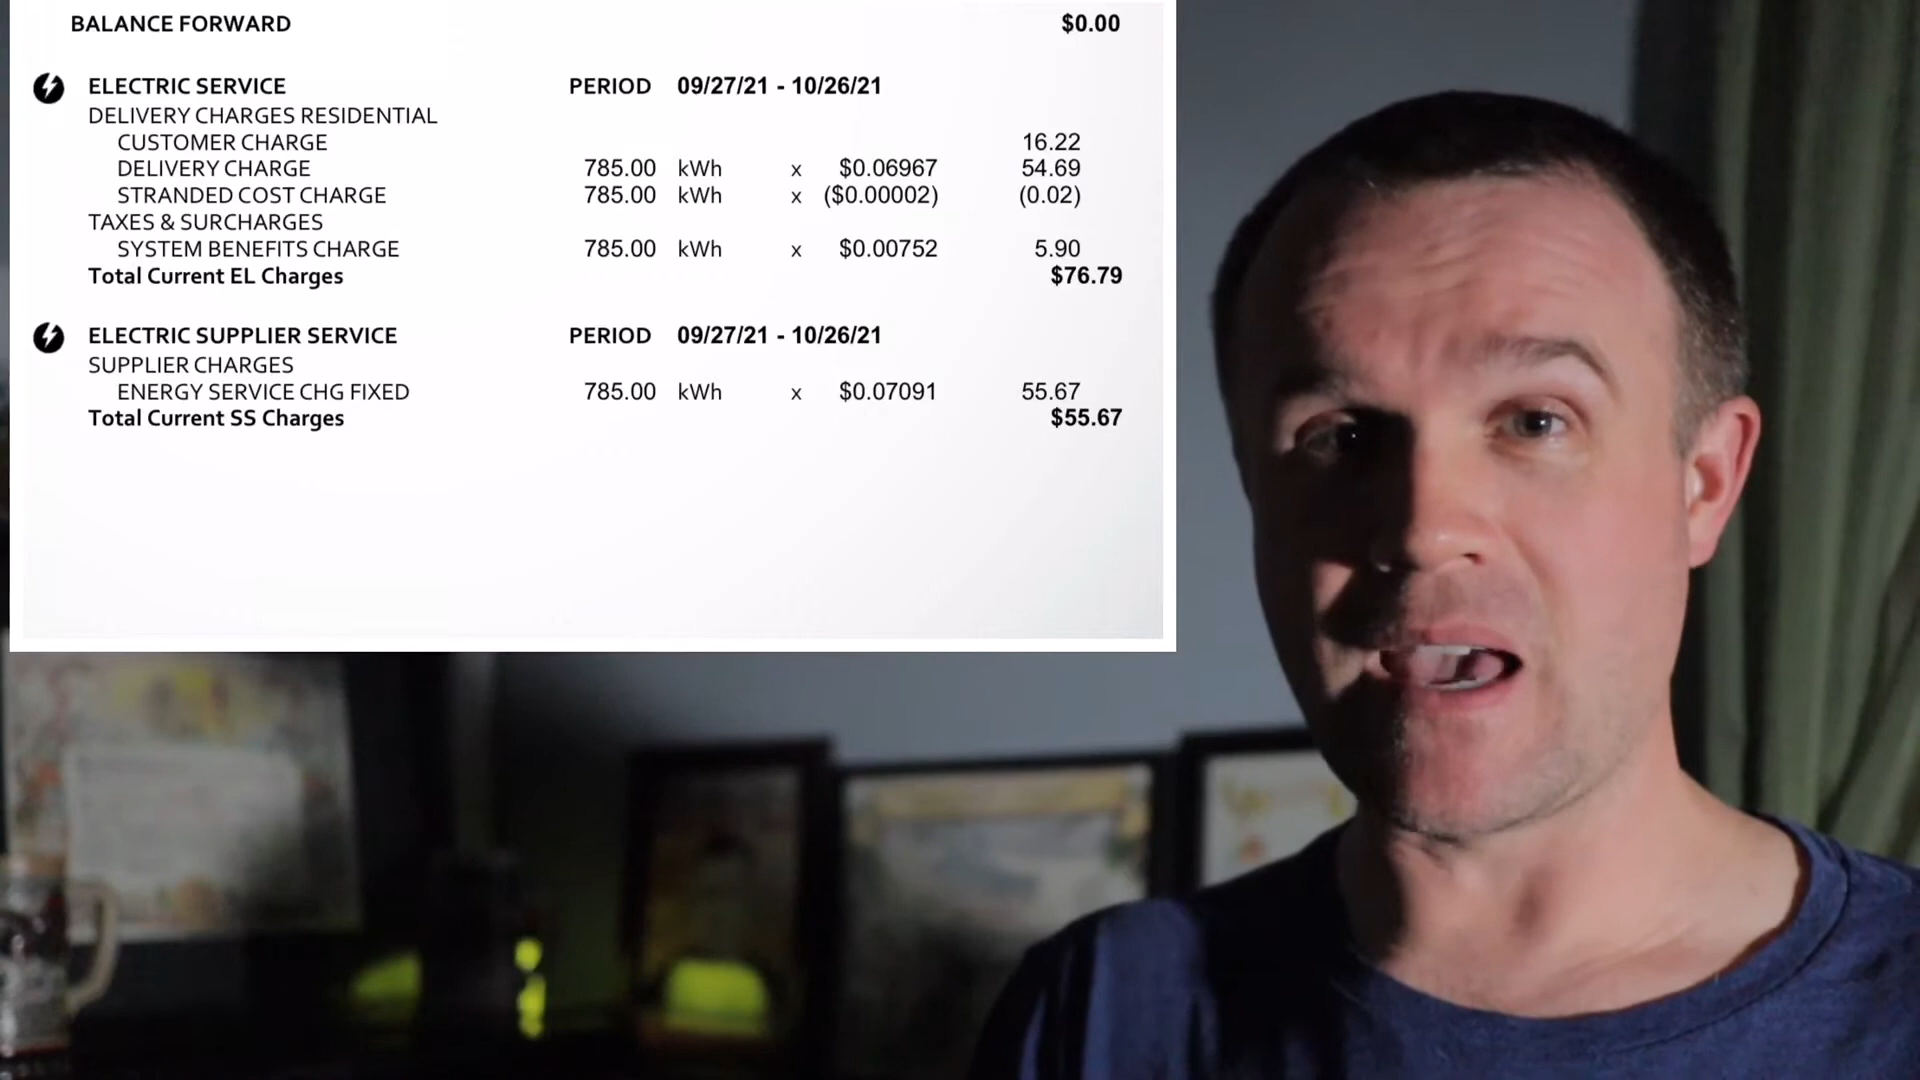 BALANCE FORWARD $0.00
ELECTRIC SERVICE PERIOD 09/27/21 - 10/26/21
DELIVERY CHARGES RESIDENTIAL
CUSTOMER CHARGE 16.22
DELIVERY CHARGE 785.00 kWh x $0.06967 54.69
STRANDED COST CHARGE 785.00 kWh x ($0.00002) (0.02)
TAXES & SURCHARGES
SYSTEM BENEFITS CHARGE 785.00 kWh x $0.00752 5.90
Total Current EL Charges $76.79
ELECTRIC SUPPLIER SERVICE PERIOD 09/27/21 - 10/26/21
SUPPLIER CHARGES
ENERGY SERVICE CHG FIXED 785.00 kWh x $0.07091 55.67
Total Current SS Charges $55.67